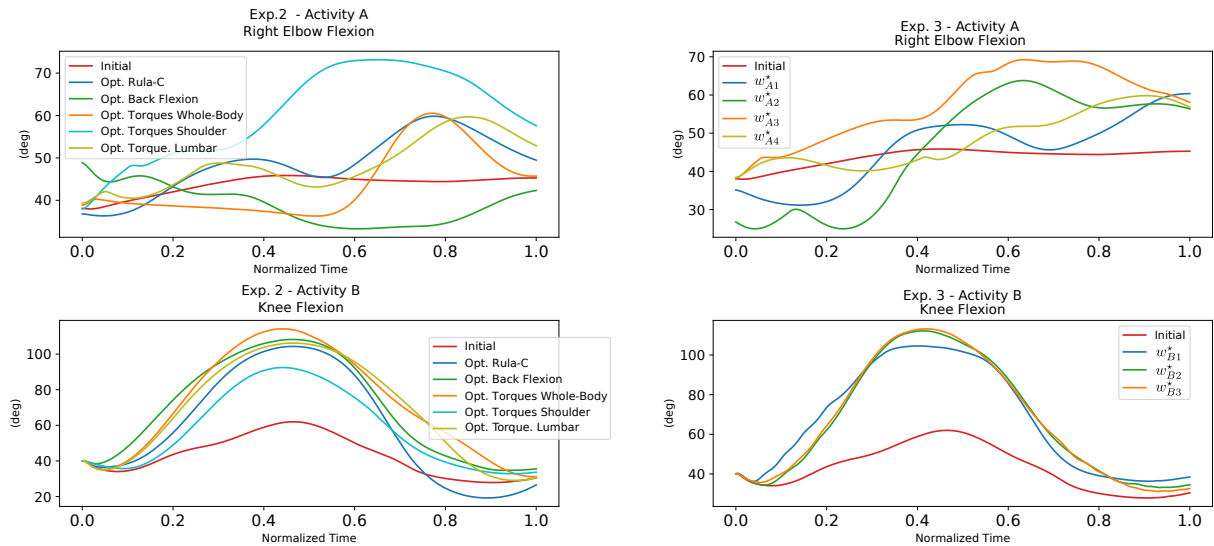 Exp.2 - Activity A
Right Elbow Flexion
Initial
Opt. Rula-C
Opt. Back Flexion
Opt. Torques Whole-Body
Opt. Torques Shoulder
Opt. Torque. Lumbar
(deg)
70
60
50
40
0.0 0.2 0.4 0.6 0.8 1.0
Normalized Time
Exp. 3 - Activity A
Right Elbow Flexion
Initial
w*A1
w*A2
w*A3
w*A4
(deg)
70
60
50
40
30
0.0 0.2 0.4 0.6 0.8 1.0
Normalized Time
Exp. 2 - Activity B
Knee Flexion
Initial
Opt. Rula-C
Opt. Back Flexion
Opt. Torques Whole-Body
Opt. Torques Shoulder
Opt. Torque. Lumbar
(deg)
100
80
60
40
20
0.0 0.2 0.4 0.6 0.8 1.0
Normalized Time
Exp. 3 - Activity B
Knee Flexion
Initial
w*B1
w*B2
w*B3
(deg)
100
80
60
40
0.0 0.2 0.4 0.6 0.8 1.0
Normalized Time